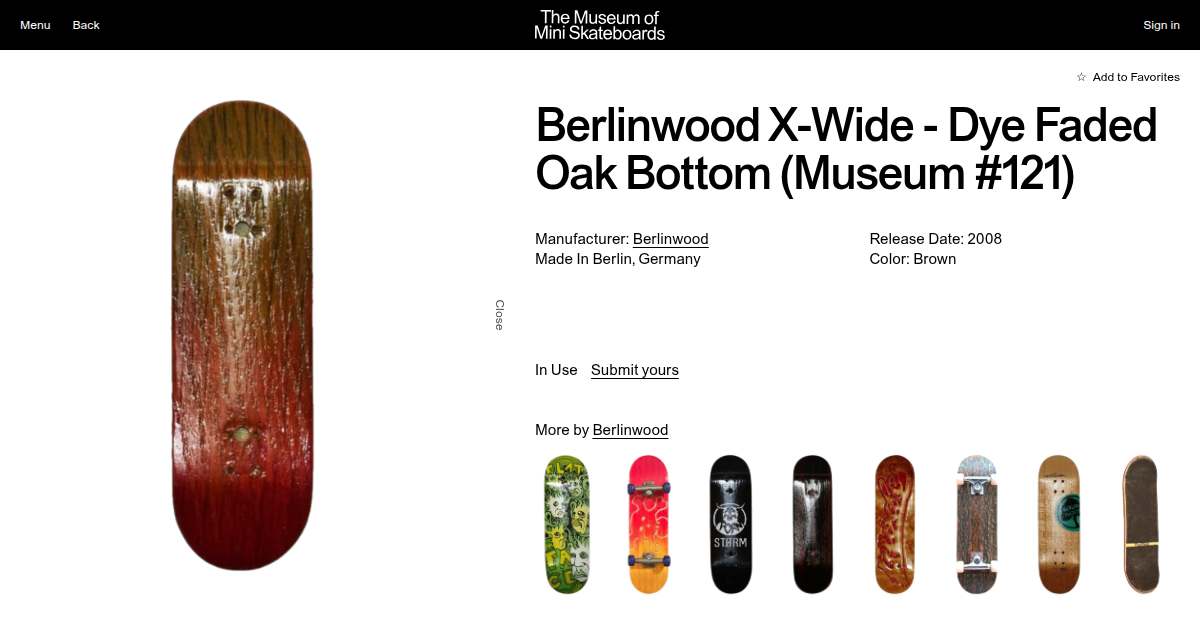 Menu
Back
The Museum of
Mini Skateboards
Sign in
☆ Add to Favorites
Berlinwood X-Wide - Dye Faded
Oak Bottom (Museum #121)
Manufacturer: Berlinwood
Made In Berlin, Germany
Release Date: 2008
Color: Brown
Close
In Use Submit yours
More by Berlinwood